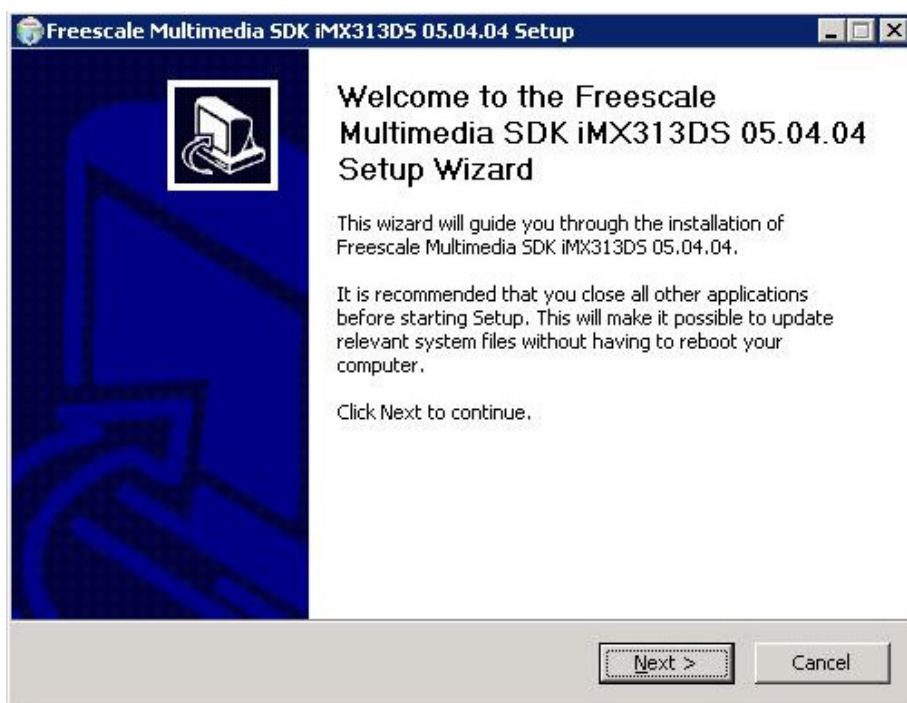 Freescale Multimedia SDK iMX313DS 05.04.04 Setup
Welcome to the Freescale
Multimedia SDK iMX313DS 05.04.04
Setup Wizard
This wizard will guide you through the installation of
Freescale Multimedia SDK iMX313DS 05.04.04.
It is recommended that you close all other applications
before starting Setup. This will make it possible to update
relevant system files without having to reboot your
computer.
Click Next to continue.
Next >
Cancel